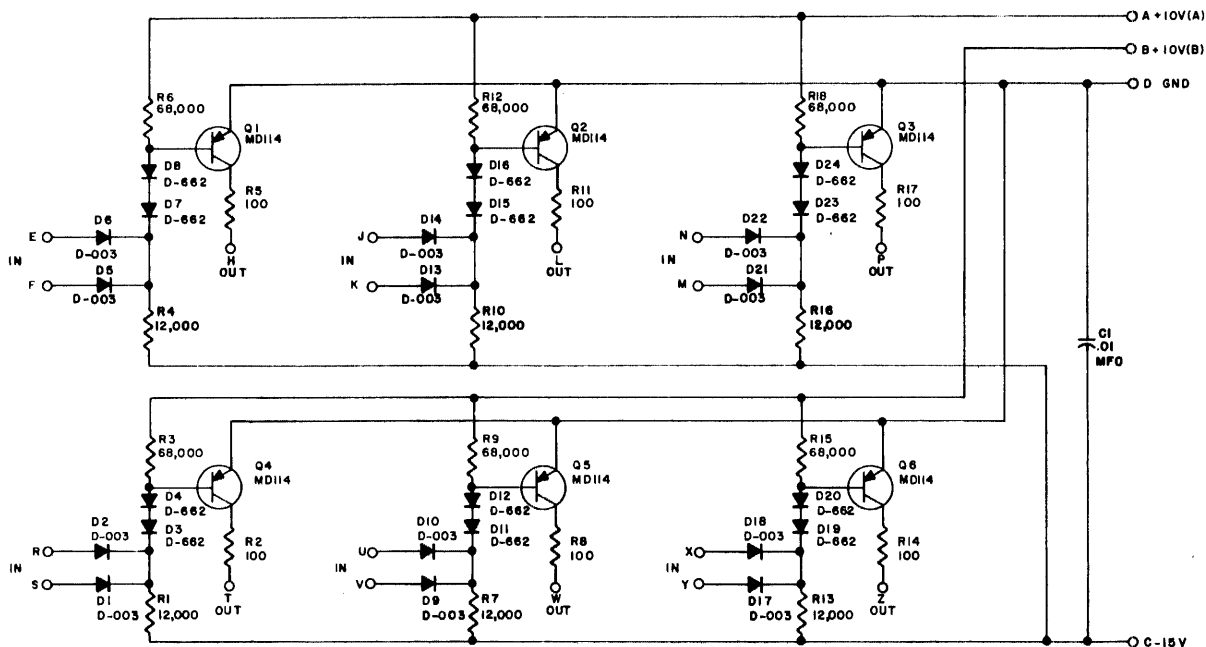 A +10V(A)
B +10V(B)
D GND
R6
68,000
Q1
MD114
D8
D-662
D7
D-662
R5
100
D6
D-003
E
IN
H
OUT
D5
D-003
F
R4
12,000
R12
68,000
Q2
MD114
D16
D-662
D15
D-662
R11
100
D14
D-003
J
IN
L
OUT
D13
D-003
K
R10
12,000
R18
68,000
Q3
MD114
D24
D-662
D23
D-662
R17
100
D22
D-003
N
IN
P
OUT
D21
D-003
M
R16
12,000
C1
.01
MFD
R3
68,000
Q4
MD114
D4
D-662
D3
D-662
R2
100
D2
D-003
R
IN
S
D1
D-003
R1
12,000
T
OUT
R9
68,000
Q5
MD114
D12
D-662
D11
D-662
R8
100
D10
D-003
U
IN
V
D9
D-003
R7
12,000
W
OUT
R15
68,000
Q6
MD114
D20
D-662
D19
D-662
R14
100
D18
D-003
X
IN
Y
D17
D-003
R13
12,000
Z
OUT
C-15V